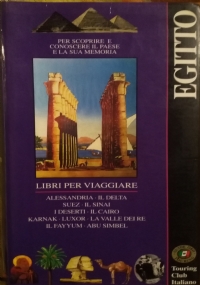 PER SCOPRIRE E
CONOSCERE IL PAESE
E LA SUA MEMORIA
LIBRI PER VIAGGIARE
ALESSANDRIA · IL DELTA
SUEZ · IL SINAI
I DESERTI · IL CAIRO
KARNAK · LUXOR · LA VALLE DEI RE
IL FAYYUM · ABU SIMBEL
EGITTO
Touring
Club
Italiano